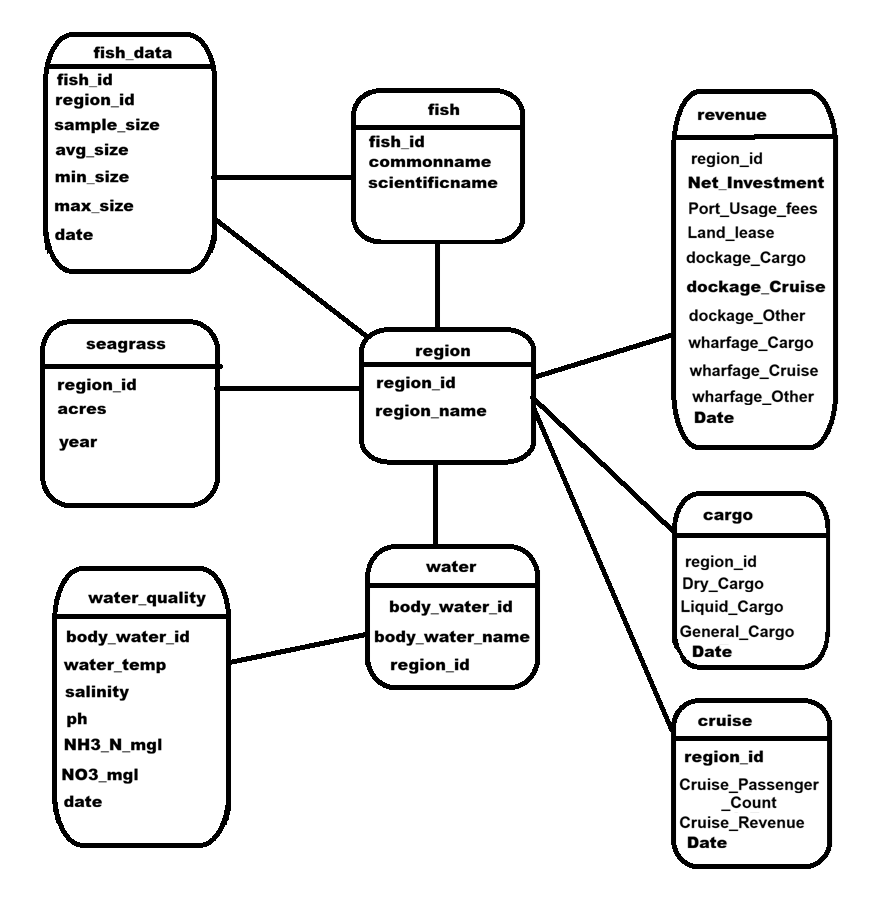 fish_data
fish_id
region_id
sample_size
avg_size
min_size
max_size
date
fish
fish_id
commonname
scientificname
revenue
region_id
Net_Investment
Port_Usage_fees
Land_lease
dockage_Cargo
dockage_Cruise
dockage_Other
wharfage_Cargo
wharfage_Cruise
wharfage_Other
Date
seagrass
region_id
acres
year
region
region_id
region_name
cargo
region_id
Dry_Cargo
Liquid_Cargo
General_Cargo
Date
water_quality
body_water_id
water_temp
salinity
ph
NH3_N_mgl
NO3_mgl
date
water
body_water_id
body_water_name
region_id
cruise
region_id
Cruise_Passenger
_Count
Cruise_Revenue
Date